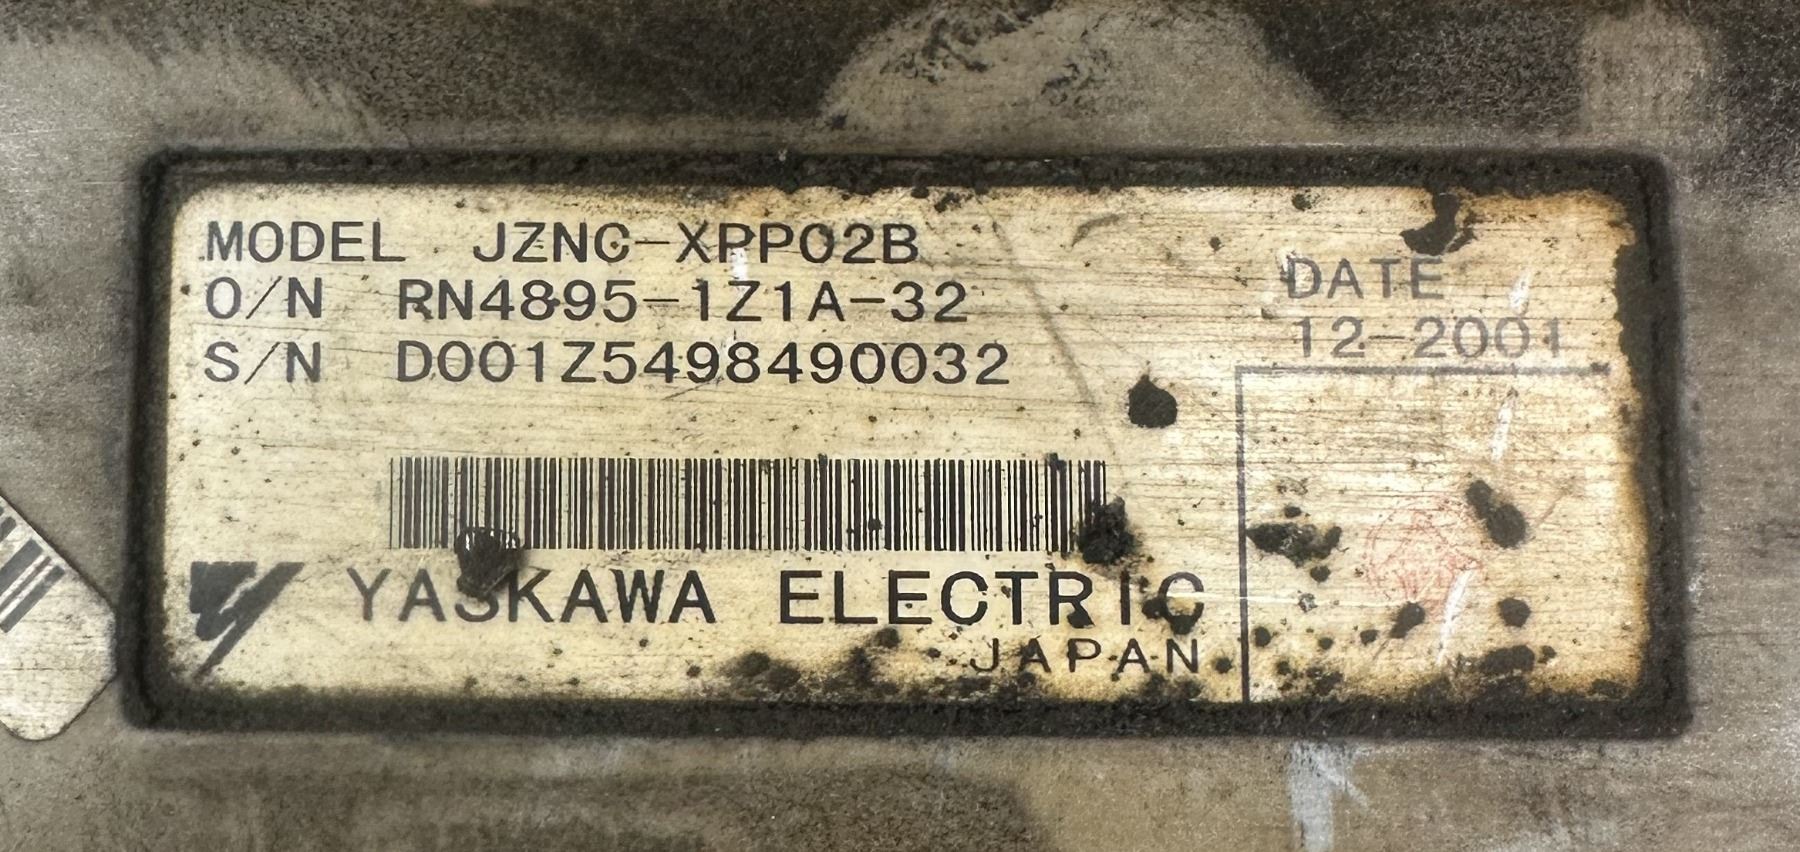 MODEL JZNC-XPP02B
O/N RN4895-1Z1A-32
S/N D001Z5498490032
DATE
12-2001
YASKAWA ELECTRIC
JAPAN